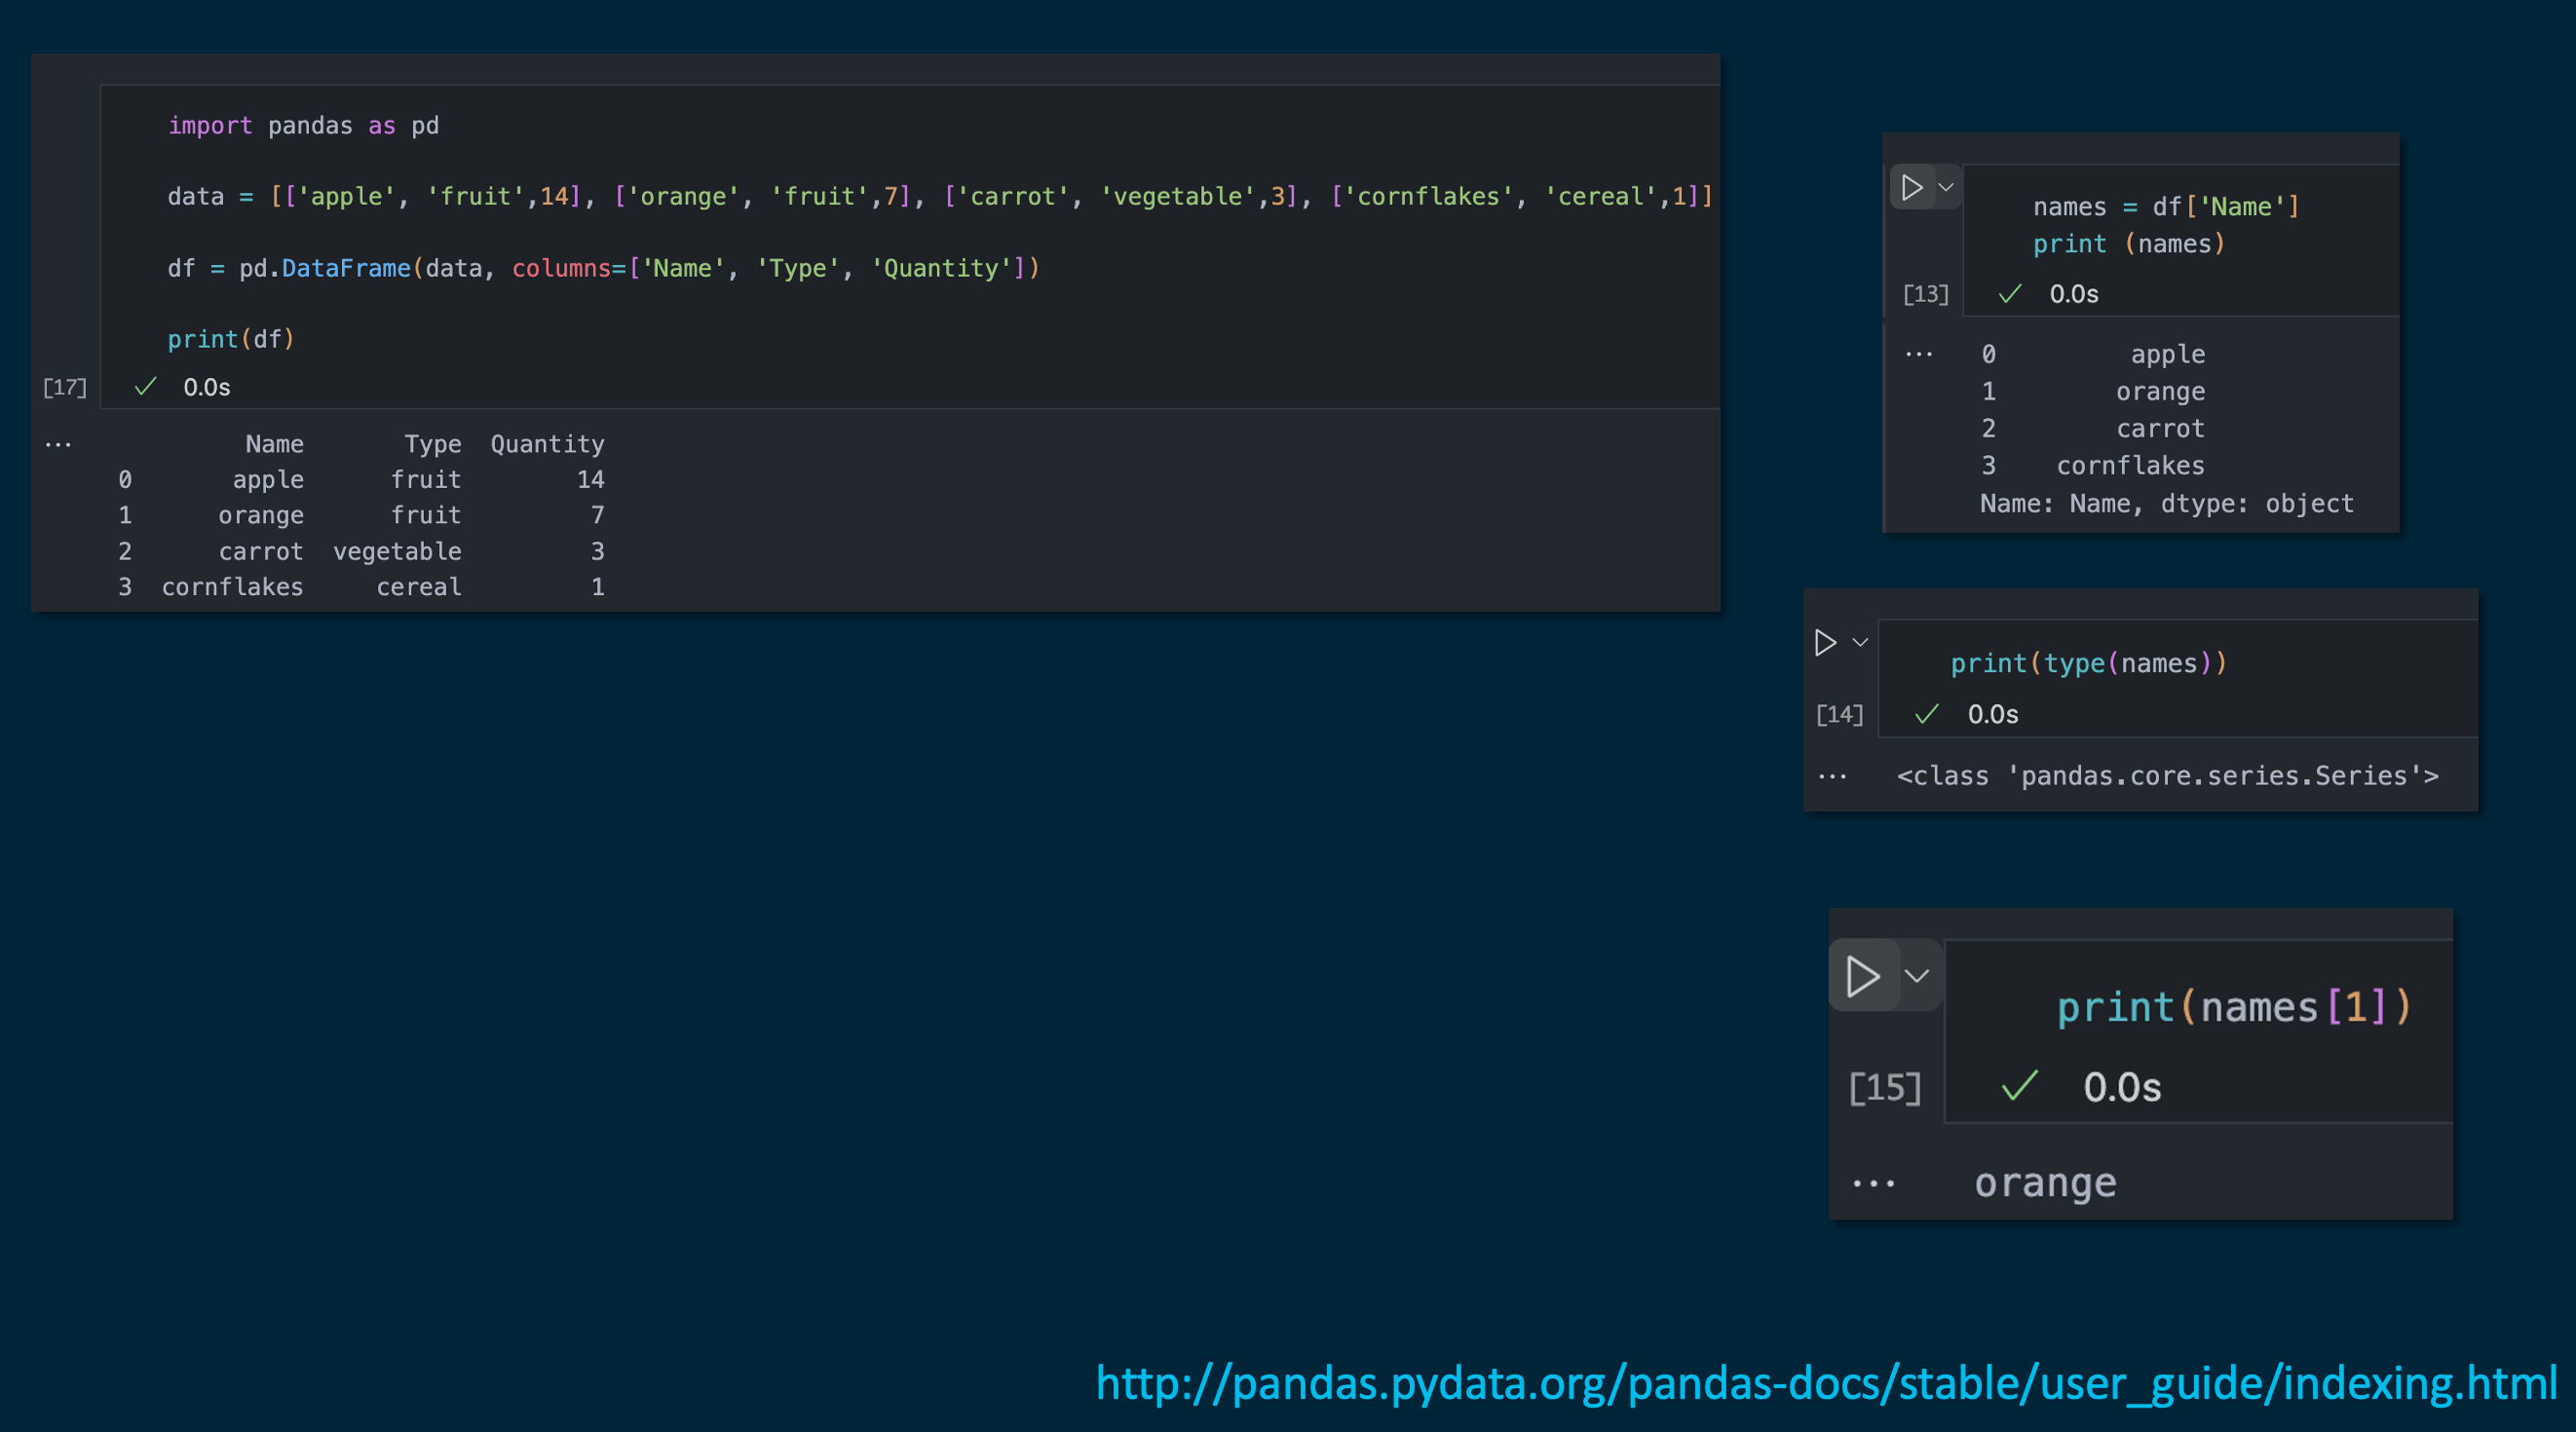 import pandas as pd
data = [['apple', 'fruit',14], ['orange', 'fruit',7], ['carrot', 'vegetable',3], ['cornflakes', 'cereal',1]]
df = pd.DataFrame(data, columns=['Name', 'Type', 'Quantity'])
print(df)
[17] ✓ 0.0s
... Name Type Quantity
0 apple fruit 14
1 orange fruit 7
2 carrot vegetable 3
3 cornflakes cereal 1
names = df['Name']
print (names)
[13] ✓ 0.0s
... 0 apple
1 orange
2 carrot
3 cornflakes
Name: Name, dtype: object
print(type(names))
[14] ✓ 0.0s
... <class 'pandas.core.series.Series'>
print(names[1])
[15] ✓ 0.0s
... orange
http://pandas.pydata.org/pandas-docs/stable/user_guide/indexing.html